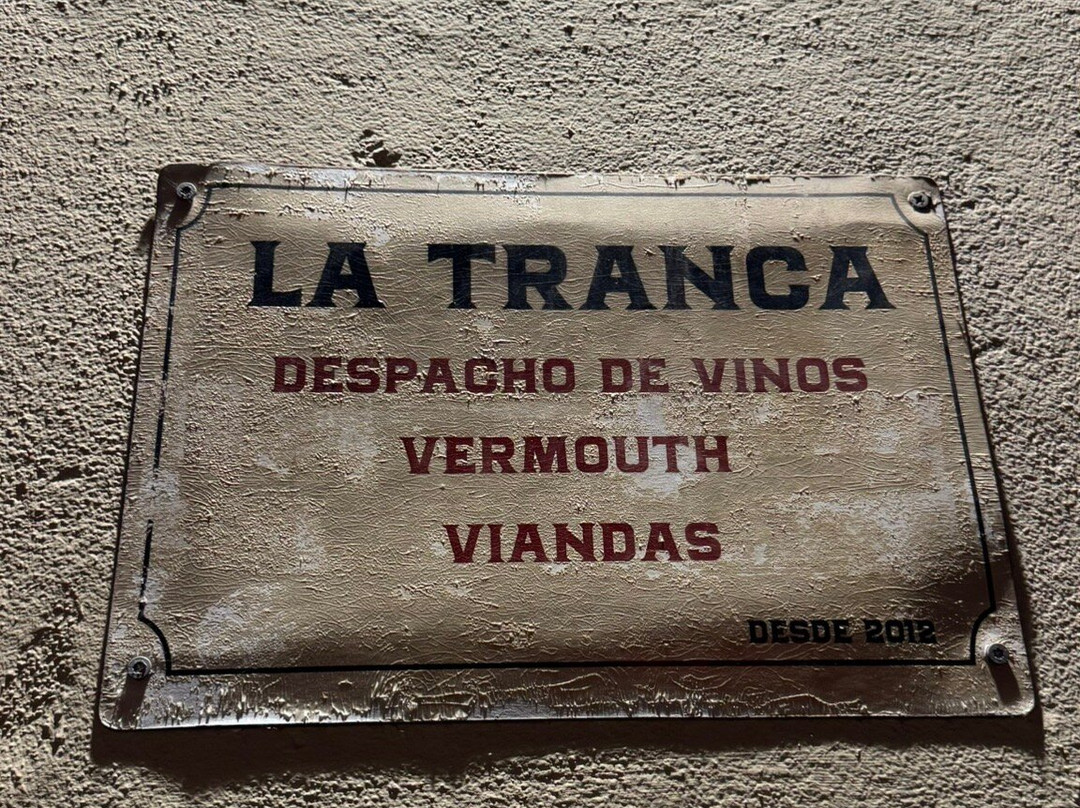 LA TRANCA
DESPACHO DE VINOS
VERMOUTH
VIANDAS
DESDE 2012